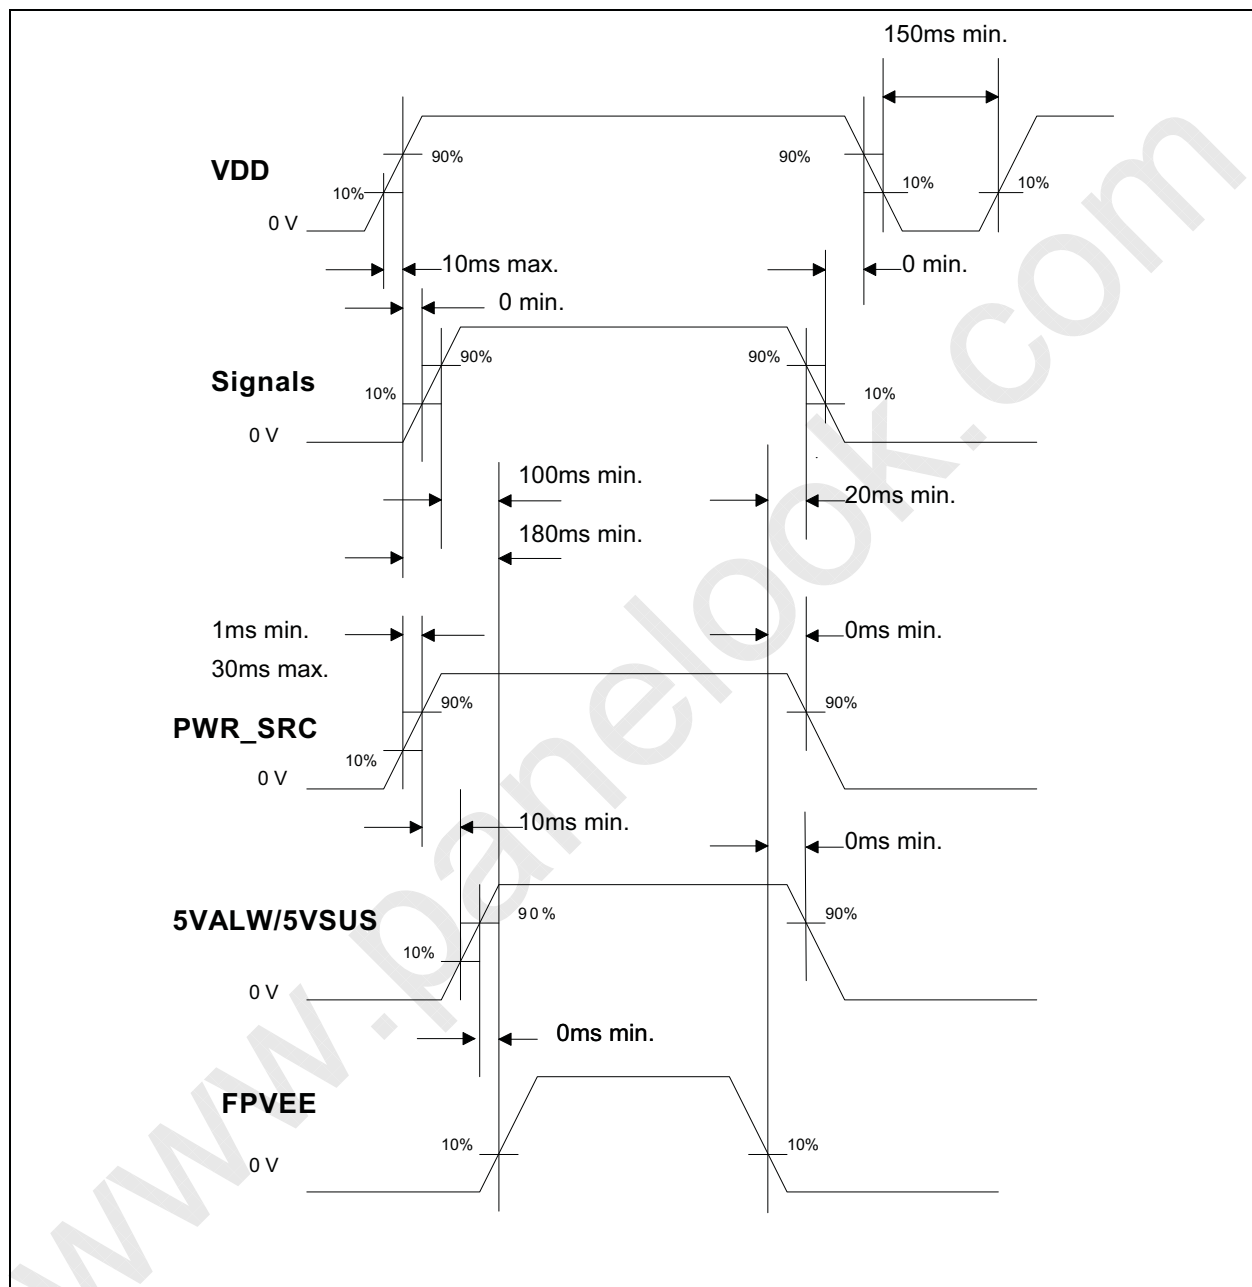 150ms min.
VDD
90%
90%
10%
10%
10%
0 V
10ms max.
0 min.
0 min.
Signals
90%
90%
10%
10%
0 V
100ms min.
20ms min.
180ms min.
1ms min.
0ms min.
30ms max.
PWR_SRC
90%
90%
10%
0 V
10ms min.
0ms min.
5VALW/5VSUS
90%
90%
10%
0 V
0ms min.
FPVEE
10%
10%
0 V
www.panelook.com